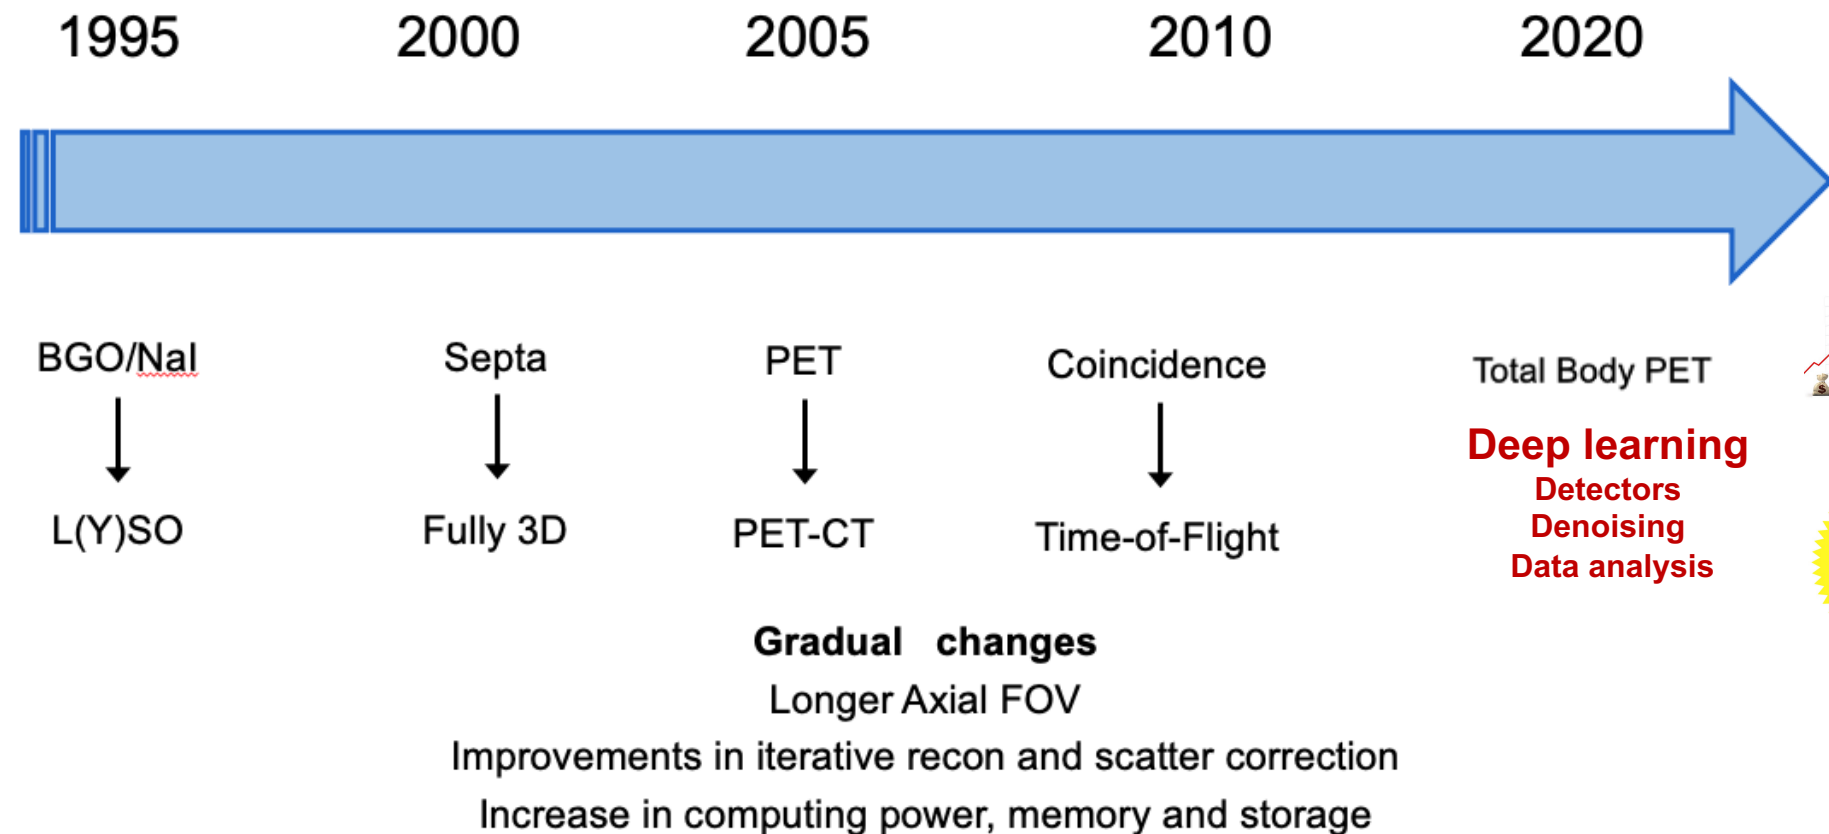 1995 2000 2005 2010 2020
BGO/NaI Septa PET Coincidence Total Body PET
L(Y)SO Fully 3D PET-CT Time-of-Flight
Deep learning
Detectors
Denoising
Data analysis
Gradual changes
Longer Axial FOV
Improvements in iterative recon and scatter correction
Increase in computing power, memory and storage